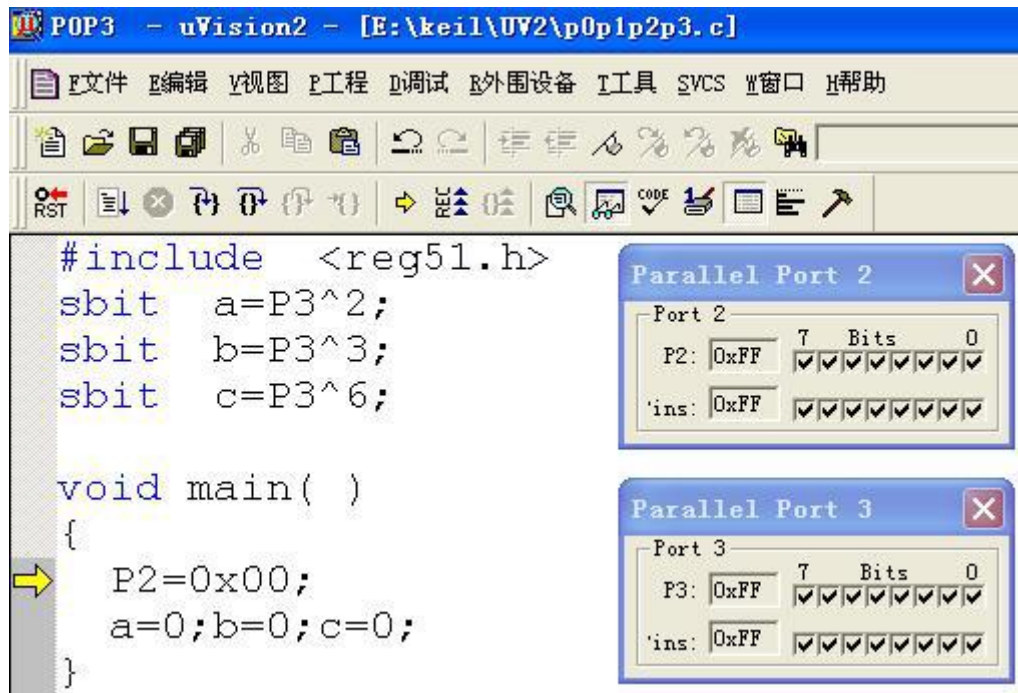 POP3 - uVision2 - [E:\keil\UV2\p0p1p2p3.c]
F文件 E编辑 V视图 P工程 D调试 R外围设备 T工具 SVCS W窗口 H帮助
RST REC CODE
#include <reg51.h>
sbit a=P3^2;
sbit b=P3^3;
sbit c=P3^6;
void main( )
{
P2=0x00;
a=0;b=0;c=0;
}
Parallel Port 2
Port 2
7 Bits 0
P2: 0xFF
'ins: 0xFF
Parallel Port 3
Port 3
7 Bits 0
P3: 0xFF
'ins: 0xFF